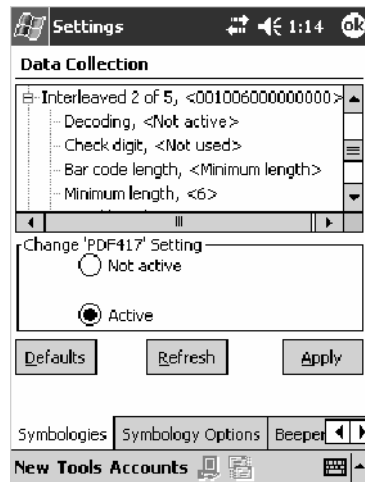 Settings 1:14 ok
Data Collection
Interleaved 2 of 5, <001006000000000>
Decoding, <Not active>
Check digit, <Not used>
Bar code length, <Minimum length>
Minimum length, <6>
Change 'PDF417' Setting
Not active
Active
Defaults Refresh Apply
Symbologies Symbology Options Beeper
New Tools Accounts